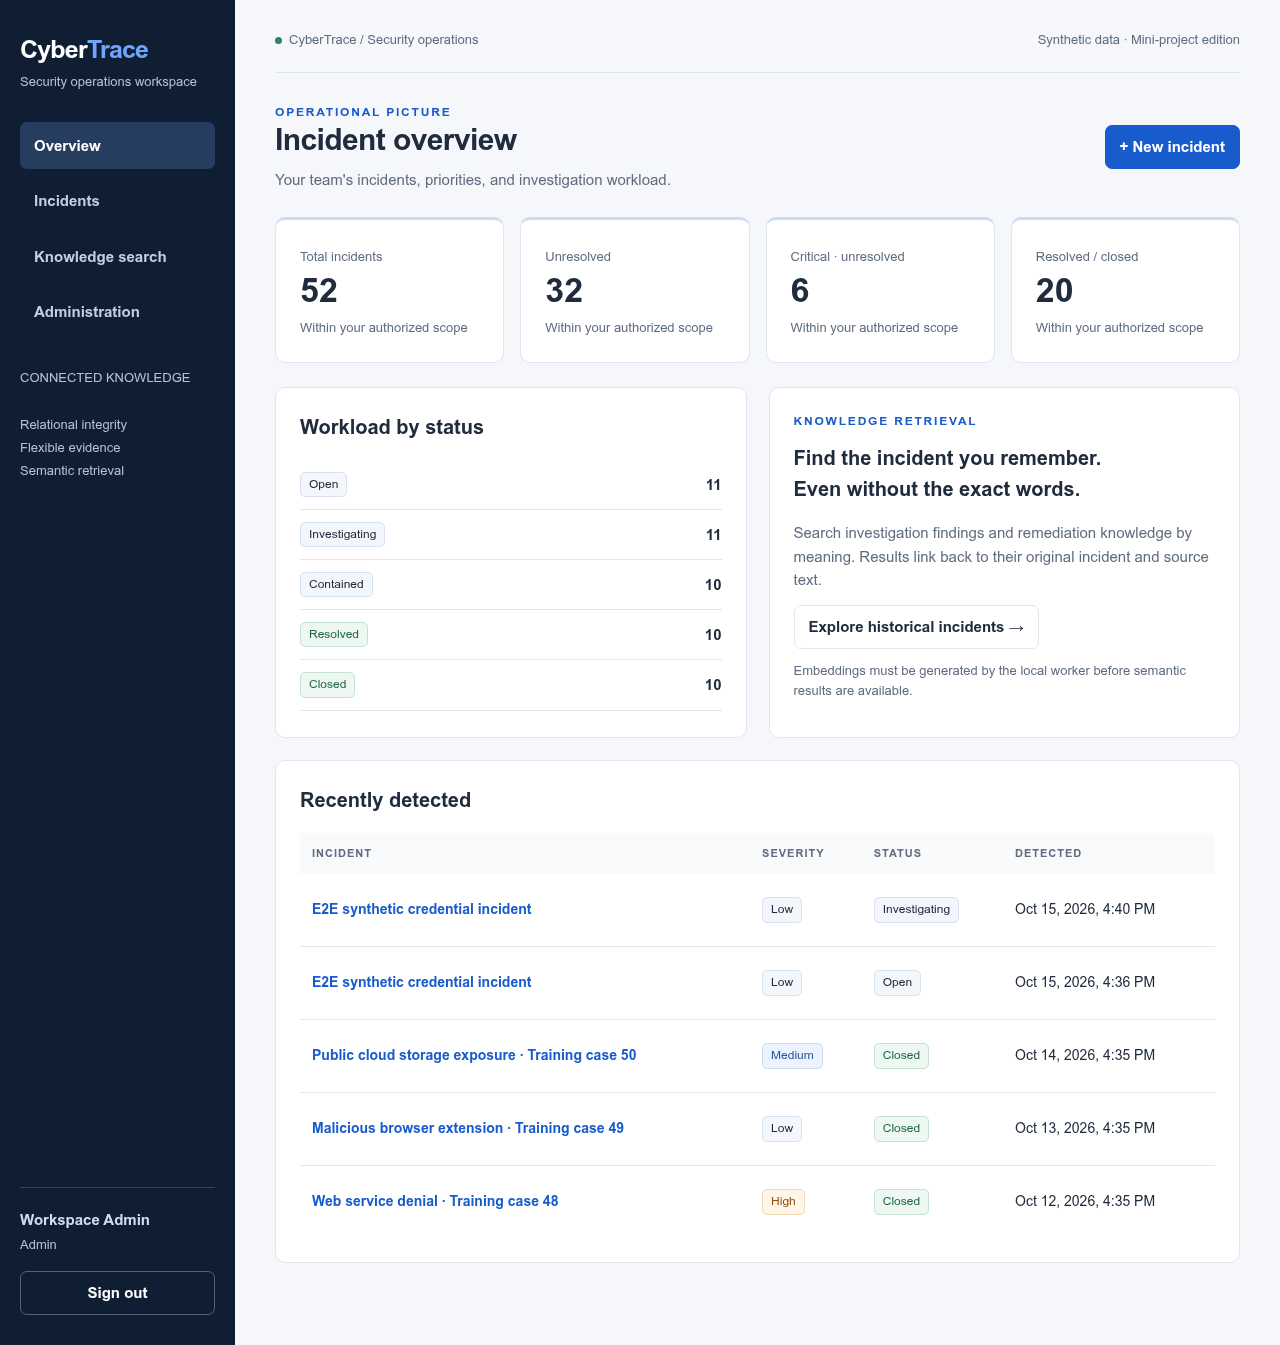 CyberTrace
Security operations workspace
Overview
Incidents
Knowledge search
Administration
CONNECTED KNOWLEDGE
Relational integrity
Flexible evidence
Semantic retrieval
Workspace Admin
Admin
Sign out
CyberTrace / Security operations
Synthetic data · Mini-project edition
OPERATIONAL PICTURE
Incident overview
Your team's incidents, priorities, and investigation workload.
+ New incident
Total incidents
52
Within your authorized scope
Unresolved
32
Within your authorized scope
Critical · unresolved
6
Within your authorized scope
Resolved / closed
20
Within your authorized scope
Workload by status
Open 11
Investigating 11
Contained 10
Resolved 10
Closed 10
KNOWLEDGE RETRIEVAL
Find the incident you remember.
Even without the exact words.
Search investigation findings and remediation knowledge by
meaning. Results link back to their original incident and source
text.
Explore historical incidents →
Embeddings must be generated by the local worker before semantic
results are available.
Recently detected
INCIDENT SEVERITY STATUS DETECTED
E2E synthetic credential incident Low Investigating Oct 15, 2026, 4:40 PM
E2E synthetic credential incident Low Open Oct 15, 2026, 4:36 PM
Public cloud storage exposure · Training case 50 Medium Closed Oct 14, 2026, 4:35 PM
Malicious browser extension · Training case 49 Low Closed Oct 13, 2026, 4:35 PM
Web service denial · Training case 48 High Closed Oct 12, 2026, 4:35 PM